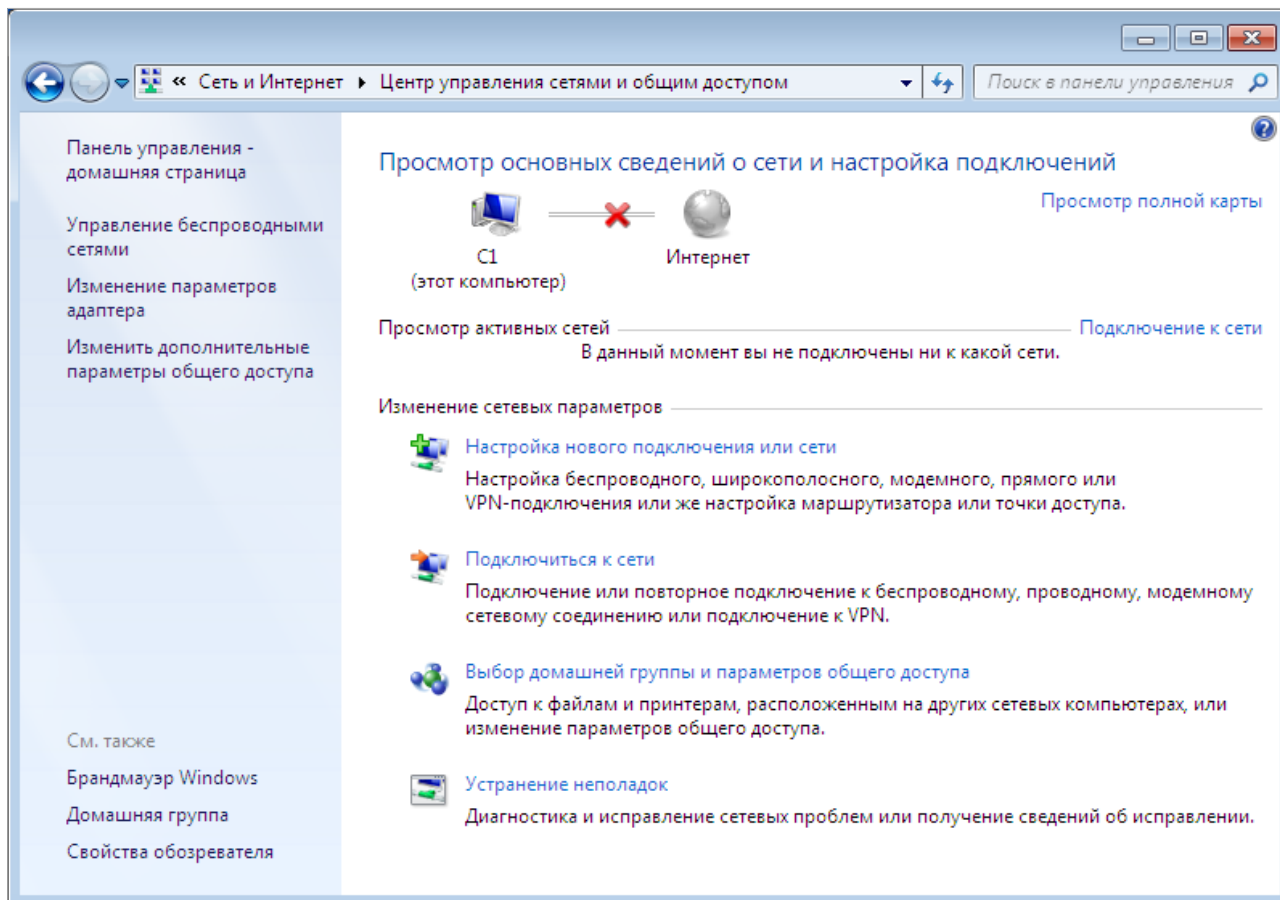 « Сеть и Интернет ▸ Центр управления сетями и общим доступом
Поиск в панели управления
Панель управления -
домашняя страница
Управление беспроводными
сетями
Изменение параметров
адаптера
Изменить дополнительные
параметры общего доступа
См. также
Брандмауэр Windows
Домашняя группа
Свойства обозревателя
Просмотр основных сведений о сети и настройка подключений
Просмотр полной карты
C1
(этот компьютер)
Интернет
Просмотр активных сетей
Подключение к сети
В данный момент вы не подключены ни к какой сети.
Изменение сетевых параметров
Настройка нового подключения или сети
Настройка беспроводного, широкополосного, модемного, прямого или
VPN-подключения или же настройка маршрутизатора или точки доступа.
Подключиться к сети
Подключение или повторное подключение к беспроводному, проводному, модемному
сетевому соединению или подключение к VPN.
Выбор домашней группы и параметров общего доступа
Доступ к файлам и принтерам, расположенным на других сетевых компьютерах, или
изменение параметров общего доступа.
Устранение неполадок
Диагностика и исправление сетевых проблем или получение сведений об исправлении.